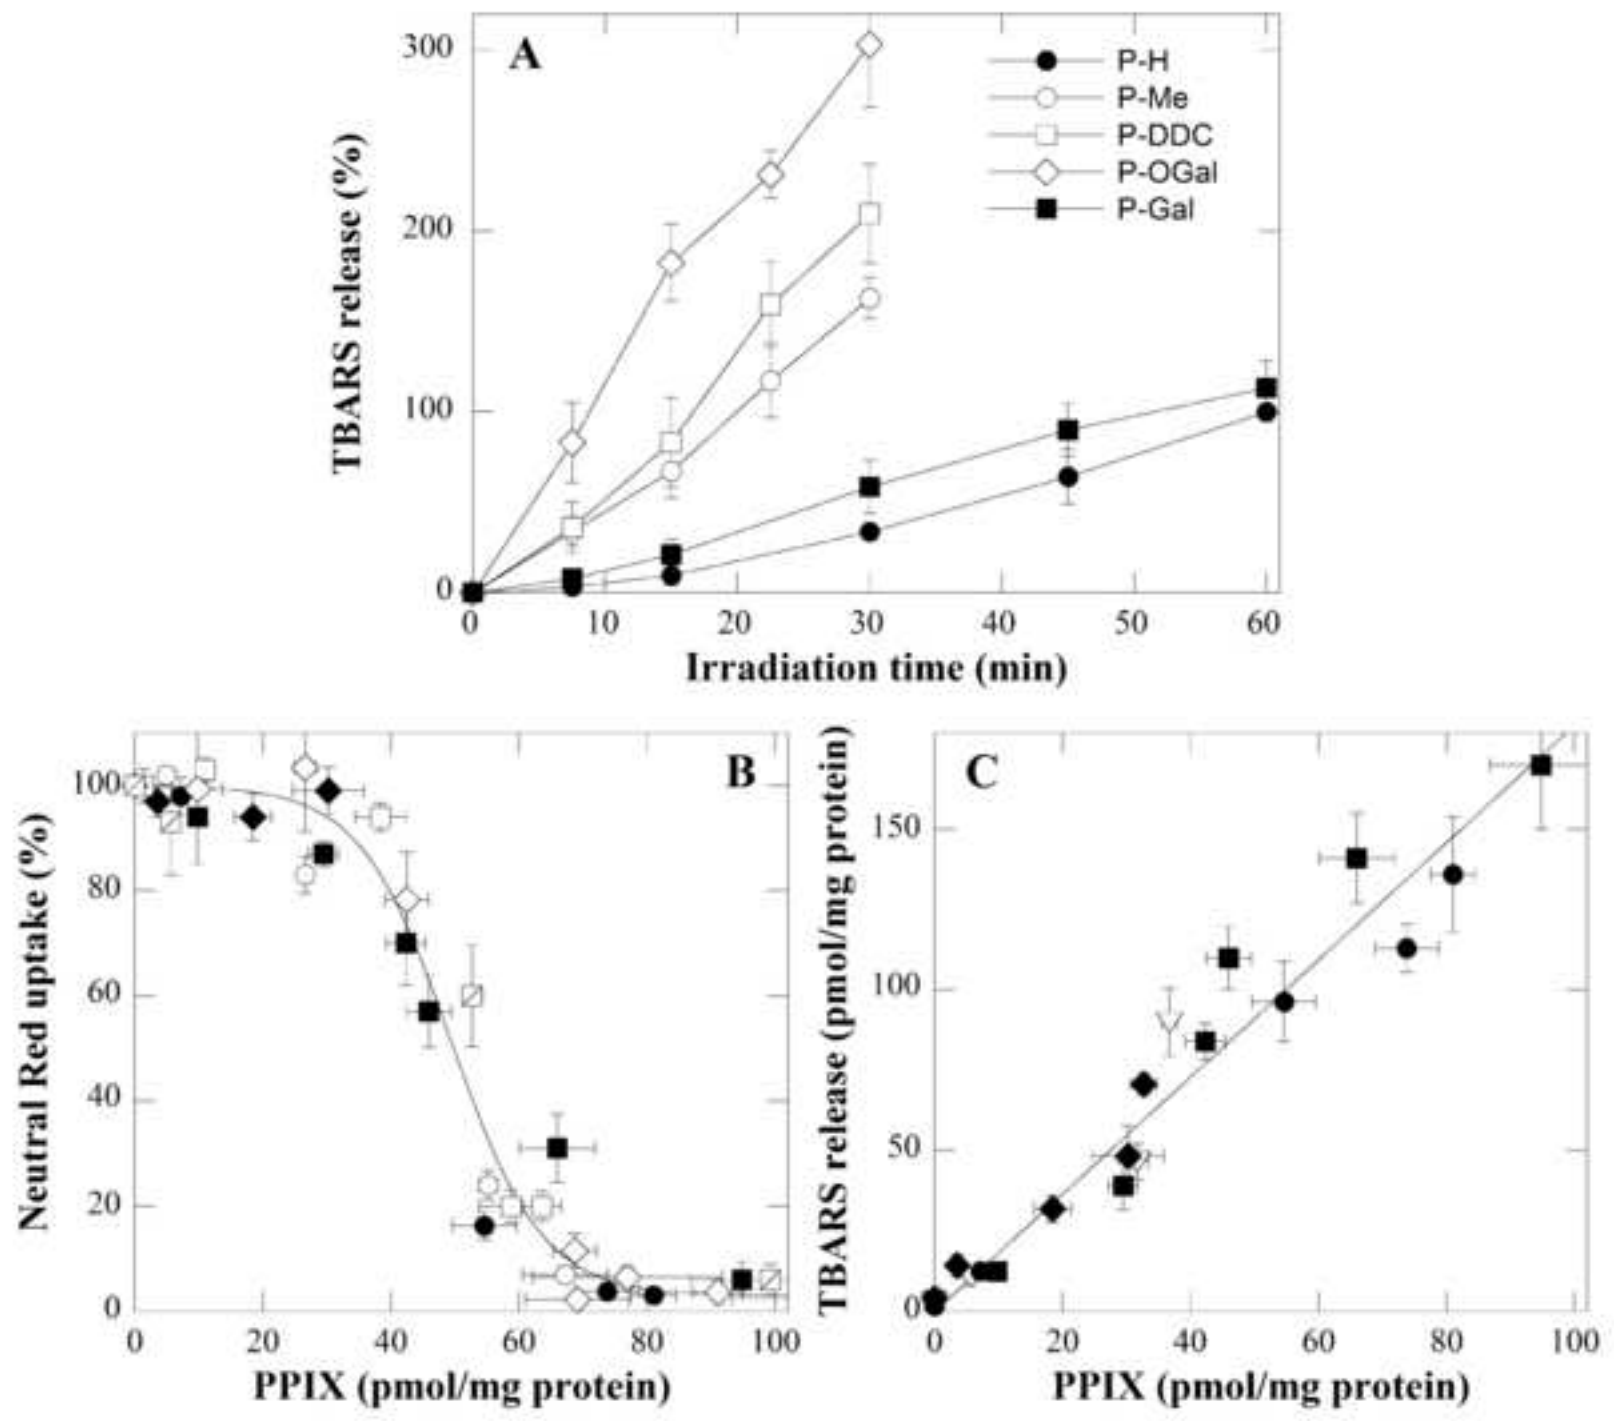 A
P-H
P-Me
P-DDC
P-OGal
P-Gal
300
200
100
0
TBARS release (%)
0 10 20 30 40 50 60
Irradiation time (min)
B
100
80
60
40
20
0
Neutral Red uptake (%)
0 20 40 60 80 100
PPIX (pmol/mg protein)
C
150
100
50
0
TBARS release (pmol/mg protein)
0 20 40 60 80 100
PPIX (pmol/mg protein)